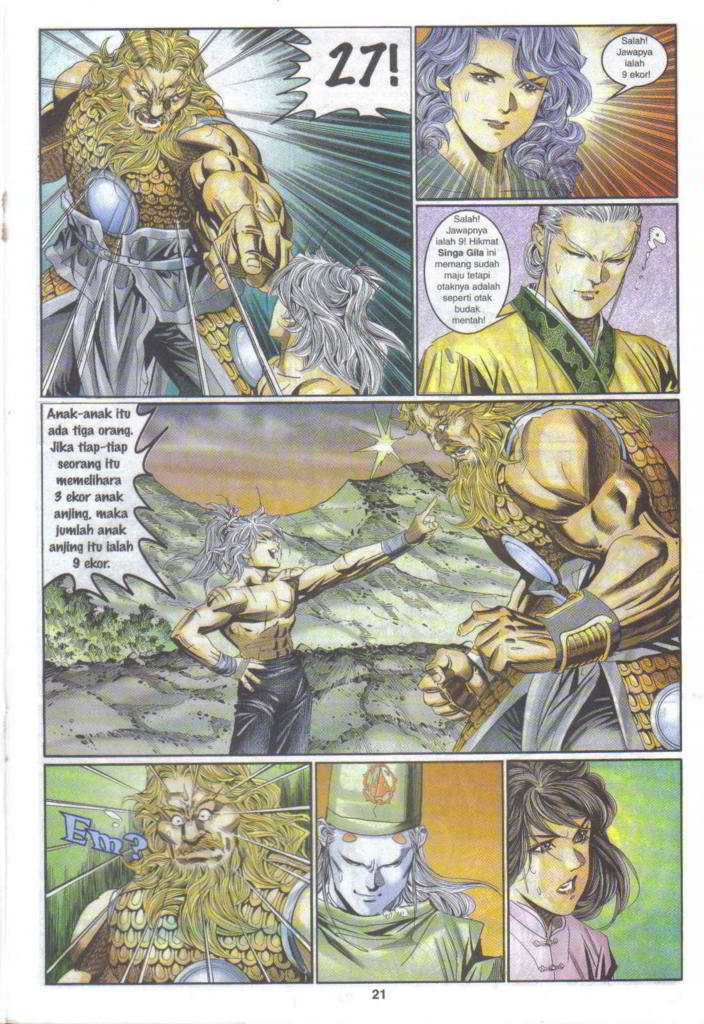 27!
Salah!
Jawapya
ialah
9 ekor!
Salah!
Jawapnya
ialah 9! Hikmat
Singa Gila ini
memang sudah
maju tetapi
otaknya adalah
seperti otak
budak
mentah!
Anak-anak itu
ada tiga orang.
Jika tiap-tiap
seorang itu
memelihara
3 ekor anak
anjing, maka
jumlah anak
anjing itu ialah
9 ekor.
Em?
21